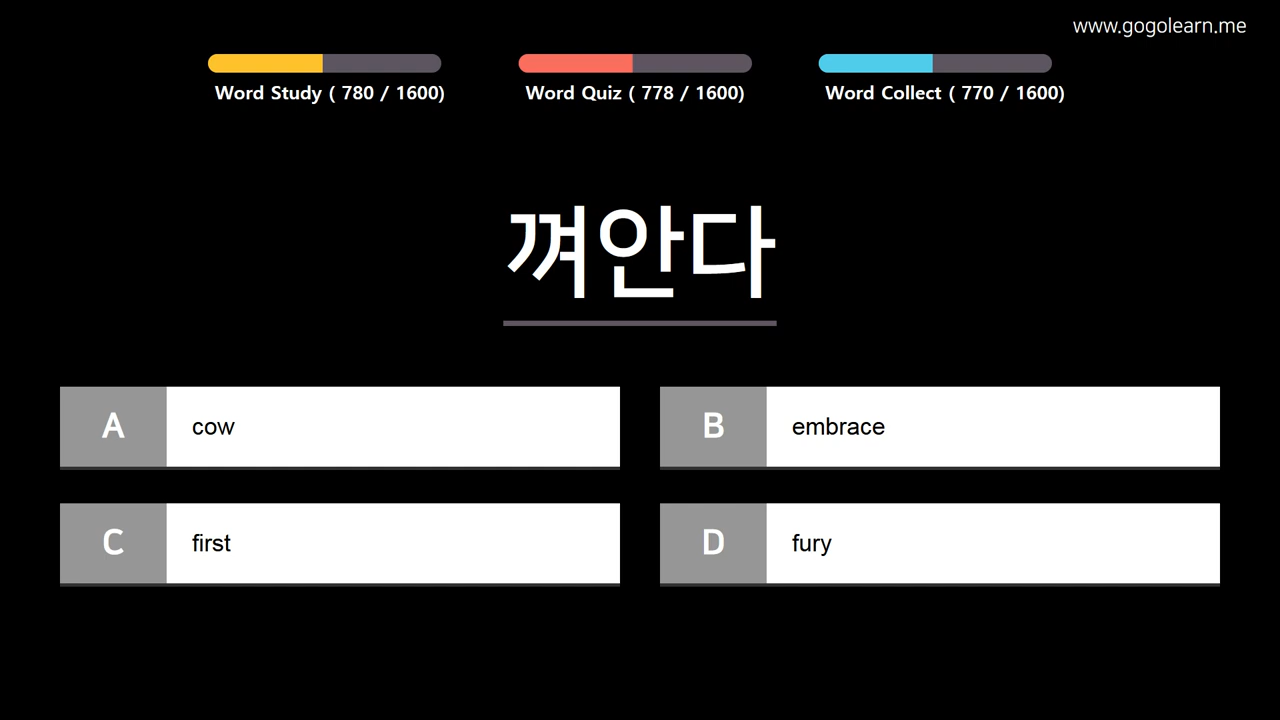 www.gogolearn.me
Word Study ( 780 / 1600)
Word Quiz ( 778 / 1600)
Word Collect ( 770 / 1600)
껴안다
A cow
B embrace
C first
D fury